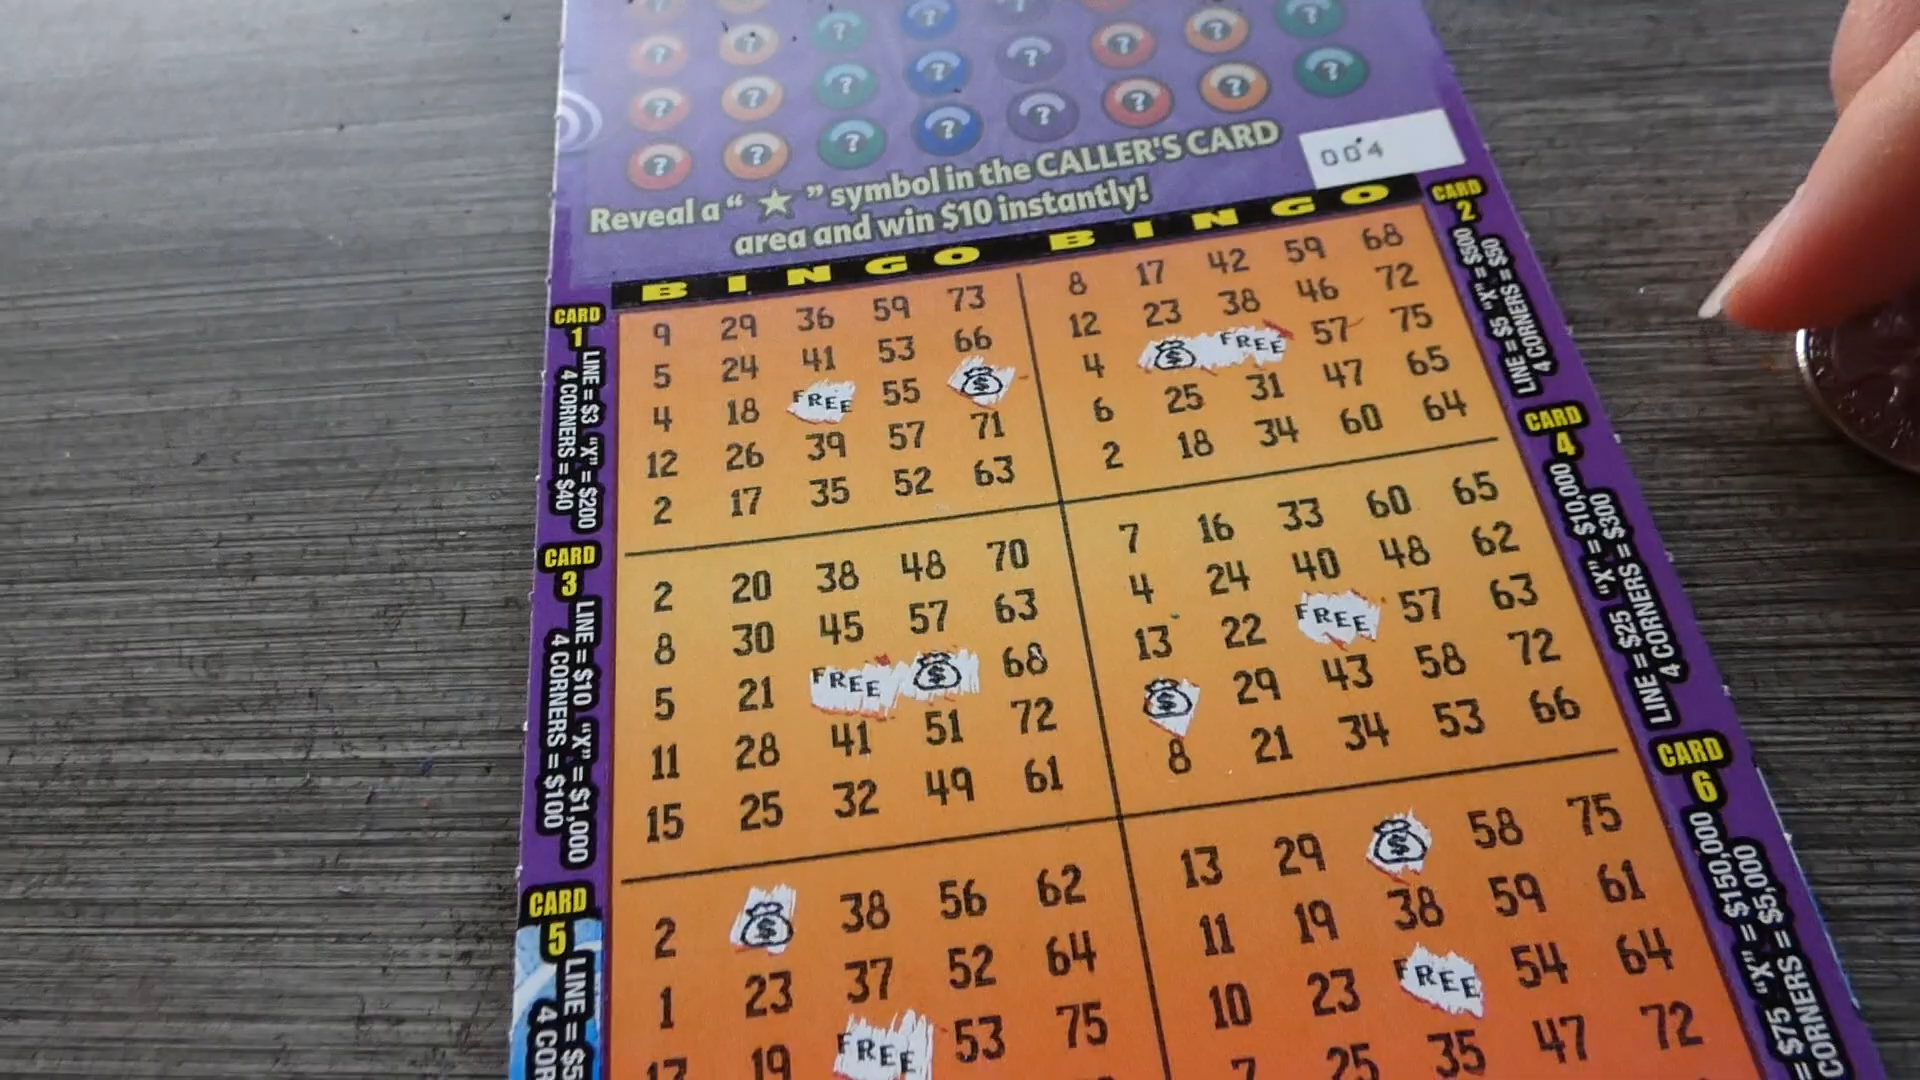 ? ? ? ? ? ? ? ?
? ? ? ? ? ? ? ?
? ? ? ? ? ? ? ?
Reveal a “ ★ ” symbol in the CALLER'S CARD
area and win $10 instantly!
004
B I N G O B I N G O
CARD 1
LINE = $3 "X" = $200
4 CORNERS = $40
9 29 36 59 73
5 24 41 53 66
4 18 FREE 55 $
12 26 39 57 71
2 17 35 52 63
CARD 2
LINE = $5 "X" = $500
4 CORNERS = $50
8 17 42 59 68
12 23 38 46 72
4 $ FREE 57 75
6 25 31 47 65
2 18 34 60 64
CARD 3
LINE = $10 "X" = $1,000
4 CORNERS = $100
2 20 38 48 70
8 30 45 57 63
5 21 FREE $ 68
11 28 41 51 72
15 25 32 49 61
CARD 4
LINE = $25 "X" = $10,000
4 CORNERS = $300
7 16 33 60 65
4 24 40 48 62
13 22 FREE 57 63
$ 29 43 58 72
8 21 34 53 66
CARD 5
LINE = $5
4 COR
2 $ 38 56 62
1 23 37 52 64
19 FREE 53 75
CARD 6
= $75 "X" = $150,000
CORNERS = $5,000
13 29 $ 58 75
11 19 38 59 61
10 23 FREE 54 64
7 25 35 47 72